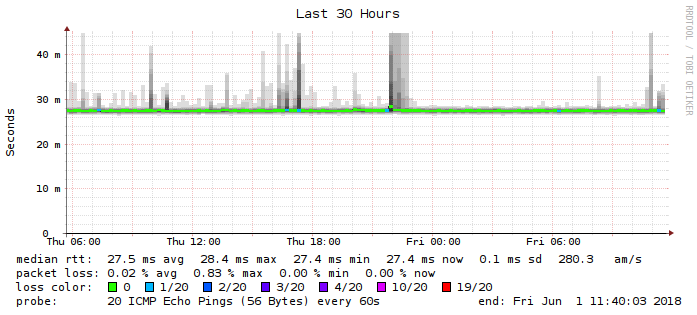 Last 30 Hours
RRDTOOL / TOBI OETIKER
Seconds
40 m
30 m
20 m
10 m
0
Thu 06:00 Thu 12:00 Thu 18:00 Fri 00:00 Fri 06:00
median rtt: 27.5 ms avg 28.4 ms max 27.4 ms min 27.4 ms now 0.1 ms sd 280.3 am/s
packet loss: 0.02 % avg 0.83 % max 0.00 % min 0.00 % now
loss color: 0 1/20 2/20 3/20 4/20 10/20 19/20
probe: 20 ICMP Echo Pings (56 Bytes) every 60s end: Fri Jun 1 11:40:03 2018